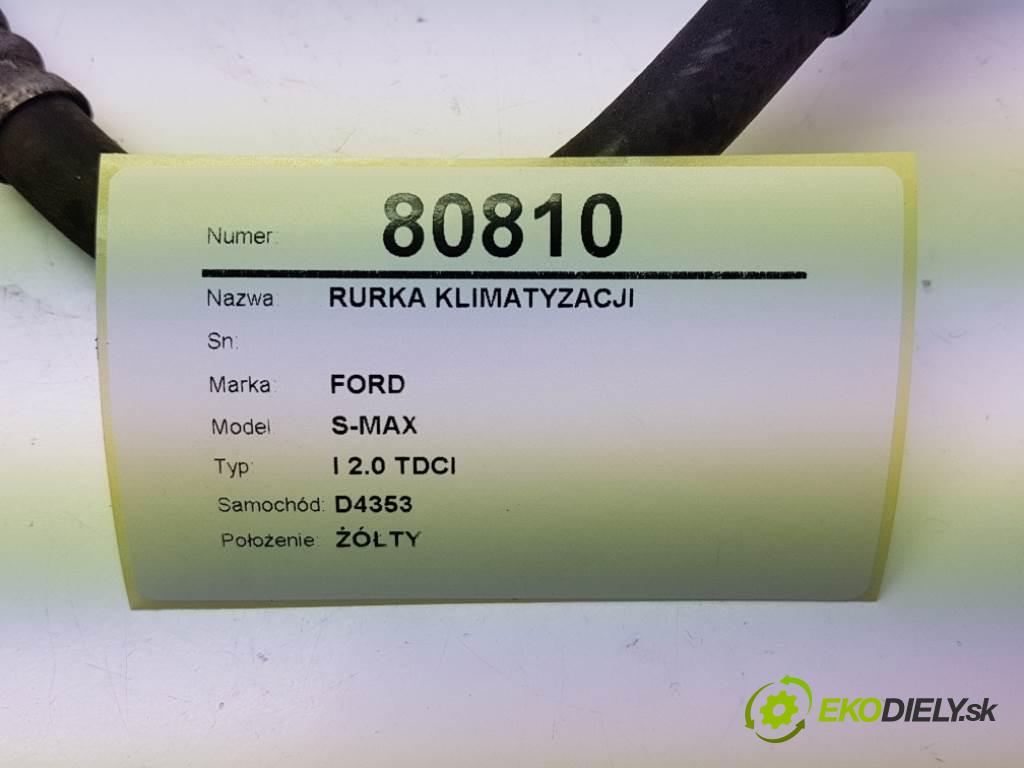 Numer: 80810
Nazwa: RURKA KLIMATYZACJI
Sn:
Marka: FORD
Model: S-MAX
Typ: I 2.0 TDCI
Samochód: D4353
Położenie: ŻÓŁTY
EKODIELY.sk